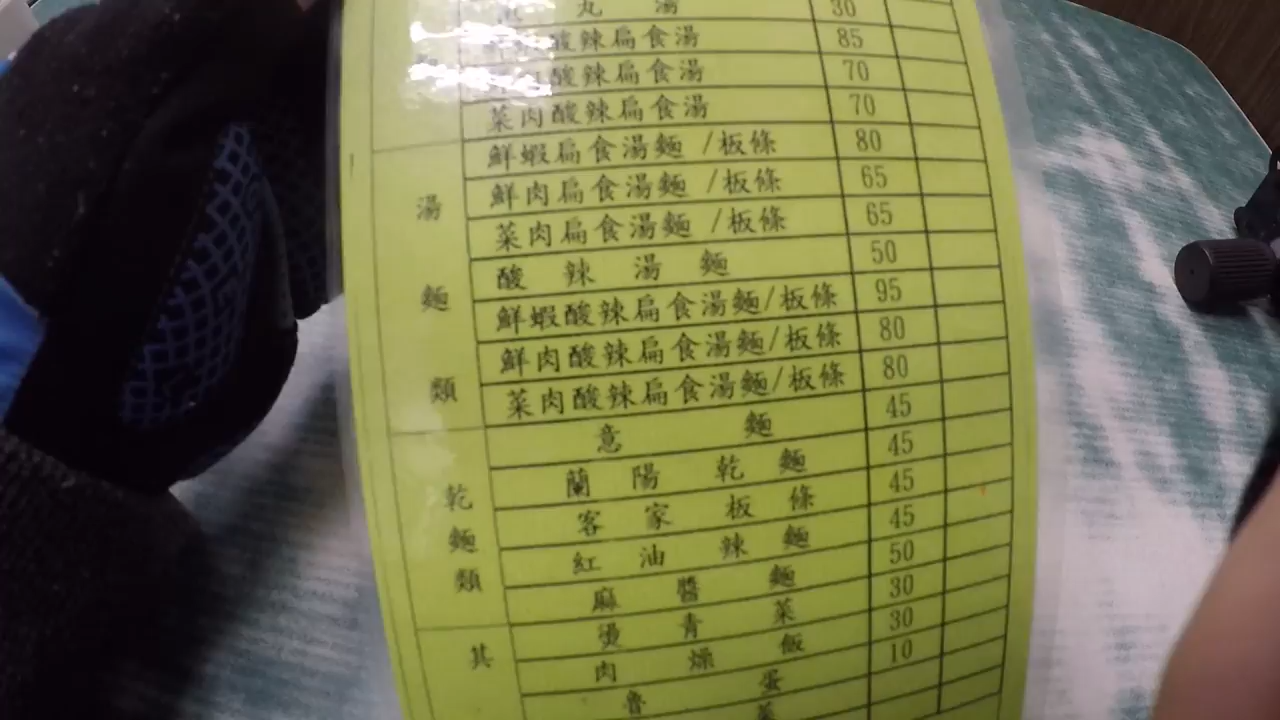 丸 湯 30
酸辣扁食湯 85
酸辣扁食湯 70
菜肉酸辣扁食湯 70
湯麵類
鮮蝦扁食湯麵 /板條 80
鮮肉扁食湯麵 /板條 65
菜肉扁食湯麵 /板條 65
酸辣湯麵 50
鮮蝦酸辣扁食湯麵/板條 95
鮮肉酸辣扁食湯麵/板條 80
菜肉酸辣扁食湯麵/板條 80
乾麵類
意麵 45
蘭陽乾麵 45
客家板條 45
紅油辣麵 45
麻醬麵 50
其
燙青菜 30
肉燥飯 30
魯蛋 10
菜